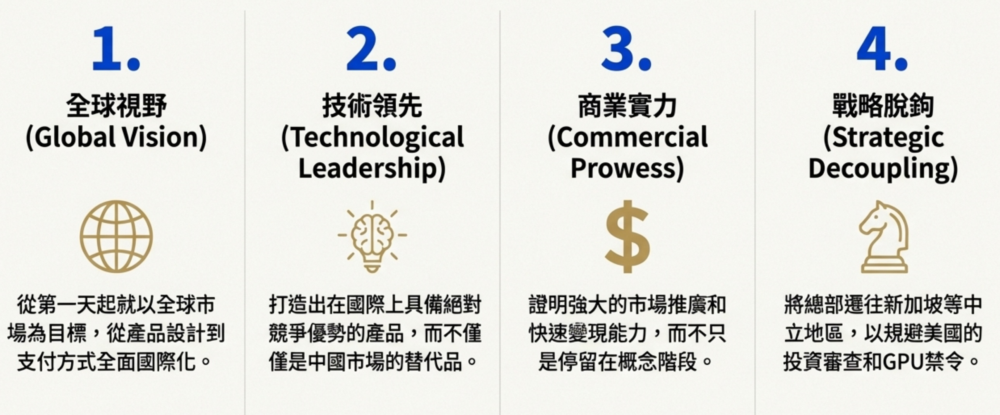 1.
全球視野
(Global Vision)
從第一天起就以全球市
場為目標，從產品設計到
支付方式全面國際化。
2.
技術領先
(Technological
Leadership)
打造出在國際上具備絕對
競爭優勢的產品，而不僅
僅是中國市場的替代品。
3.
商業實力
(Commercial
Prowess)
證明強大的市場推廣和
快速變現能力，而不只
是停留在概念階段。
4.
戰略脫鉤
(Strategic
Decoupling)
將總部遷往新加坡等中
立地區，以規避美國的
投資審查和GPU禁令。